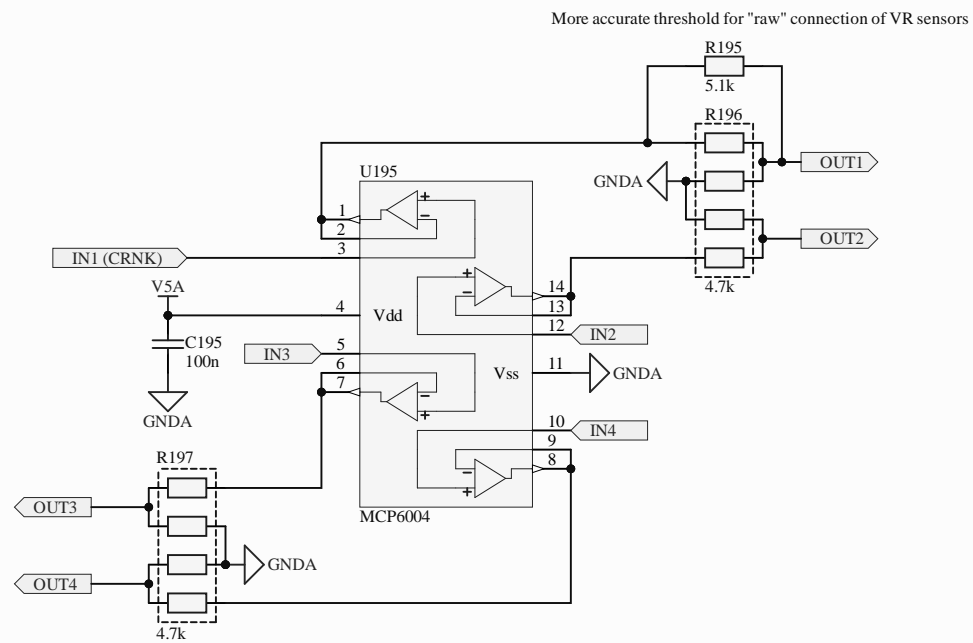 More accurate threshold for "raw" connection of VR sensors
R195
5.1k
R196
OUT1
GNDA
OUT2
4.7k
U195
1
2
3
IN1 (CRNK)
+
−
+
−
14
13
12
IN2
V5A
4
Vdd
C195
100n
GNDA
IN3
5
6
7
−
+
Vss
11
GNDA
10
IN4
9
8
−
+
MCP6004
R197
OUT3
GNDA
OUT4
4.7k